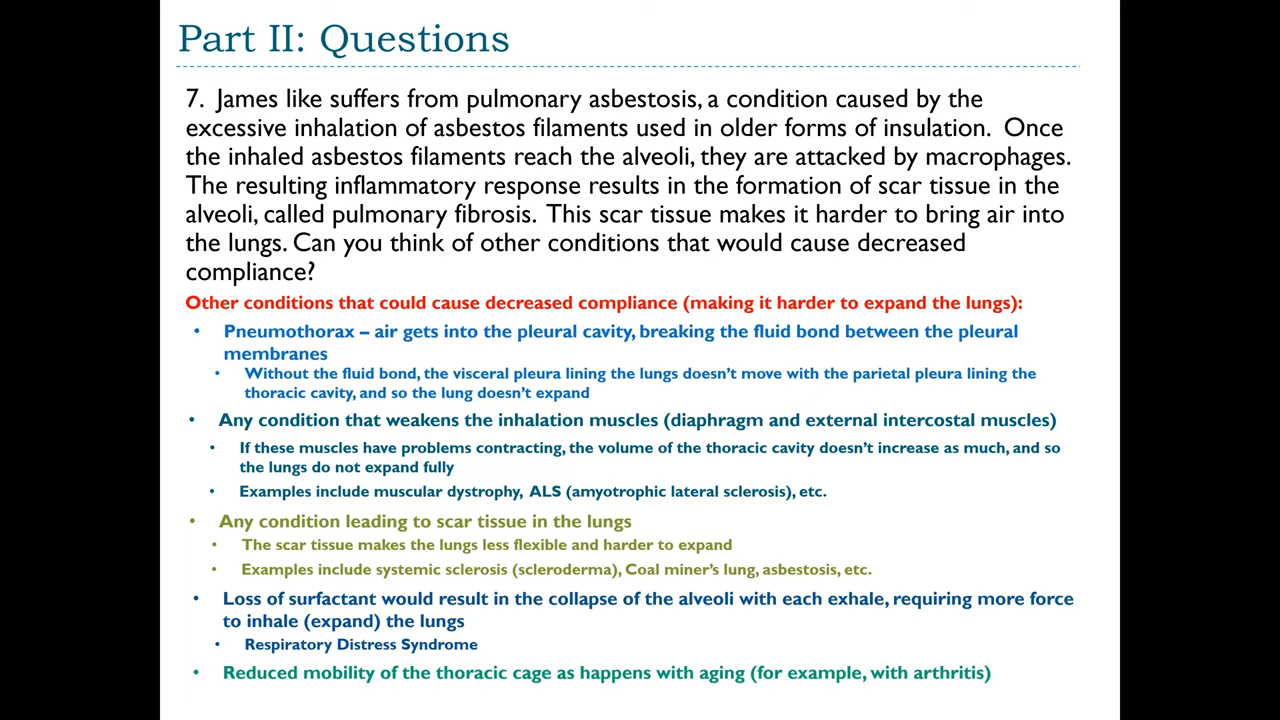 Part II: Questions
7. James like suffers from pulmonary asbestosis, a condition caused by the
excessive inhalation of asbestos filaments used in older forms of insulation. Once
the inhaled asbestos filaments reach the alveoli, they are attacked by macrophages.
The resulting inflammatory response results in the formation of scar tissue in the
alveoli, called pulmonary fibrosis. This scar tissue makes it harder to bring air into
the lungs. Can you think of other conditions that would cause decreased
compliance?
Other conditions that could cause decreased compliance (making it harder to expand the lungs):
• Pneumothorax – air gets into the pleural cavity, breaking the fluid bond between the pleural
membranes
• Without the fluid bond, the visceral pleura lining the lungs doesn't move with the parietal pleura lining the
thoracic cavity, and so the lung doesn't expand
• Any condition that weakens the inhalation muscles (diaphragm and external intercostal muscles)
• If these muscles have problems contracting, the volume of the thoracic cavity doesn't increase as much, and so
the lungs do not expand fully
• Examples include muscular dystrophy, ALS (amyotrophic lateral sclerosis), etc.
• Any condition leading to scar tissue in the lungs
• The scar tissue makes the lungs less flexible and harder to expand
• Examples include systemic sclerosis (scleroderma), Coal miner's lung, asbestosis, etc.
• Loss of surfactant would result in the collapse of the alveoli with each exhale, requiring more force
to inhale (expand) the lungs
• Respiratory Distress Syndrome
• Reduced mobility of the thoracic cage as happens with aging (for example, with arthritis)